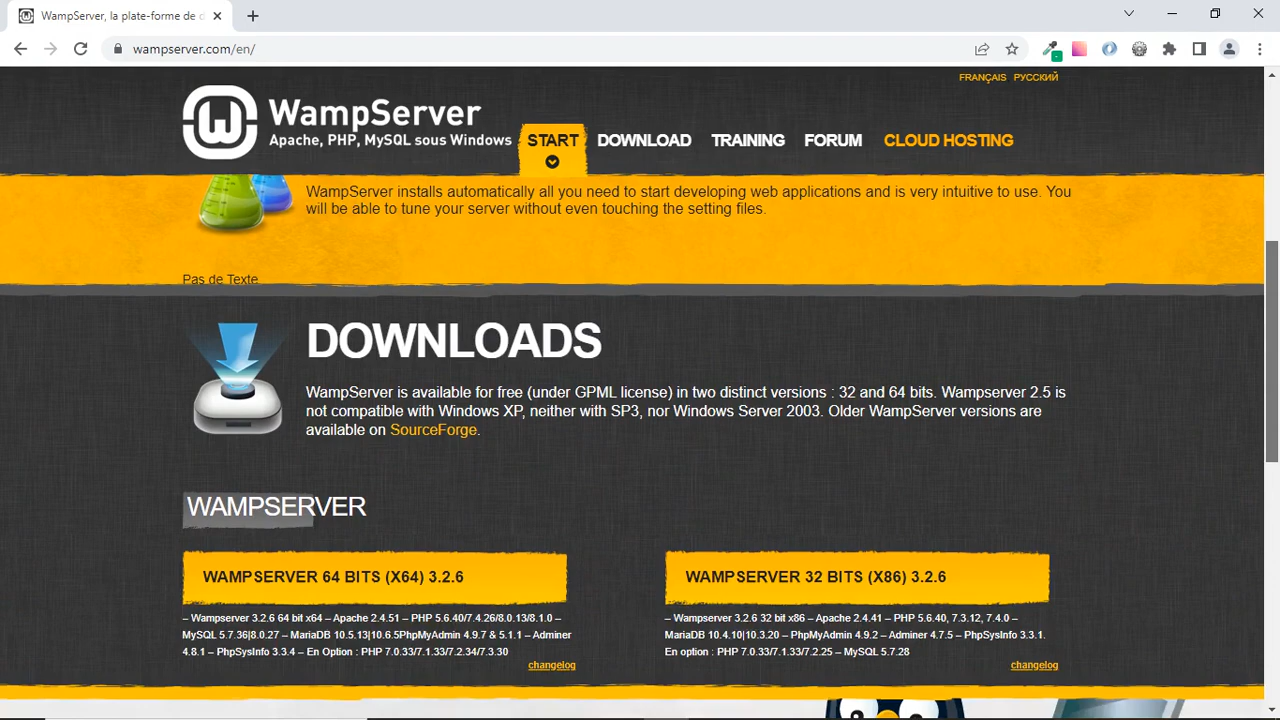 WampServer, la plate-forme de d
wampserver.com/en/
FRANÇAIS РУССКИЙ
WampServer
Apache, PHP, MySQL sous Windows
START DOWNLOAD TRAINING FORUM CLOUD HOSTING
WampServer installs automatically all you need to start developing web applications and is very intuitive to use. You
will be able to tune your server without even touching the setting files.
Pas de Texte
DOWNLOADS
WampServer is available for free (under GPML license) in two distinct versions : 32 and 64 bits. Wampserver 2.5 is
not compatible with Windows XP, neither with SP3, nor Windows Server 2003. Older WampServer versions are
available on SourceForge.
WAMPSERVER
WAMPSERVER 64 BITS (X64) 3.2.6
– Wampserver 3.2.6 64 bit x64 – Apache 2.4.51 – PHP 5.6.40/7.4.26/8.0.13/8.1.0 –
MySQL 5.7.36|8.0.27 – MariaDB 10.5.13|10.6.5PhpMyAdmin 4.9.7 & 5.1.1 – Adminer
4.8.1 – PhpSysInfo 3.3.4 – En Option : PHP 7.0.33/7.1.33/7.2.34/7.3.30
changelog
WAMPSERVER 32 BITS (X86) 3.2.6
– Wampserver 3.2.6 32 bit x86 – Apache 2.4.41 – PHP 5.6.40, 7.3.12, 7.4.0 –
MariaDB 10.4.10|10.3.20 – PhpMyAdmin 4.9.2 – Adminer 4.7.5 – PhpSysInfo 3.3.1.
En option : PHP 7.0.33/7.1.33/7.2.25 – MySQL 5.7.28
changelog